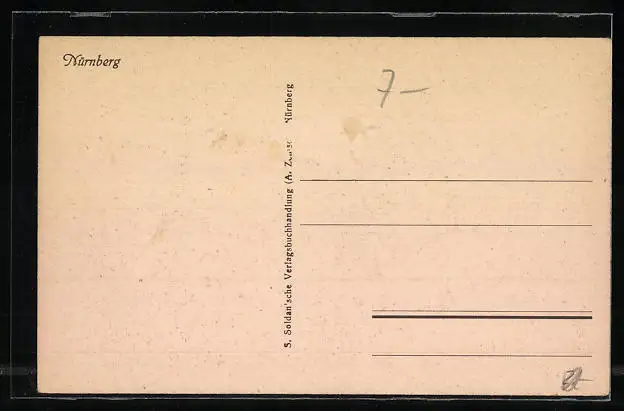 Nürnberg
7—
S. Soldan'sche Verlagsbuchhandlung (A. Nürnberg